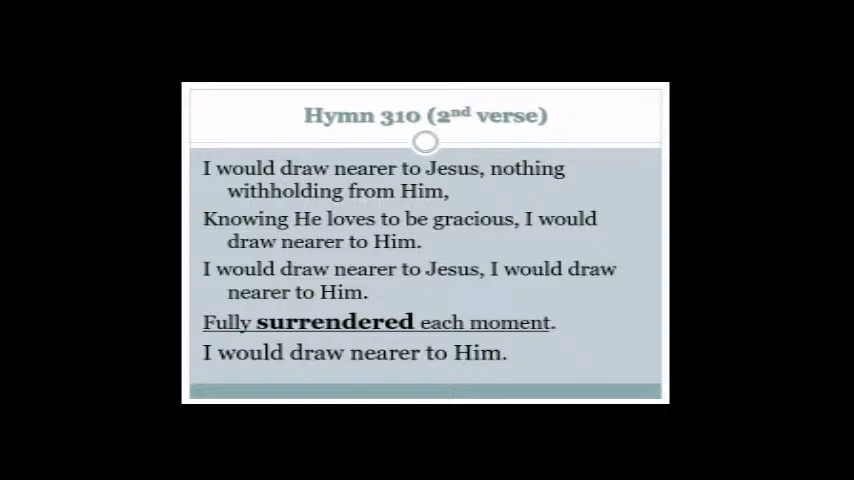 Hymn 310 (2nd verse)
I would draw nearer to Jesus, nothing
withholding from Him,
Knowing He loves to be gracious, I would
draw nearer to Him.
I would draw nearer to Jesus, I would draw
nearer to Him.
Fully surrendered each moment.
I would draw nearer to Him.